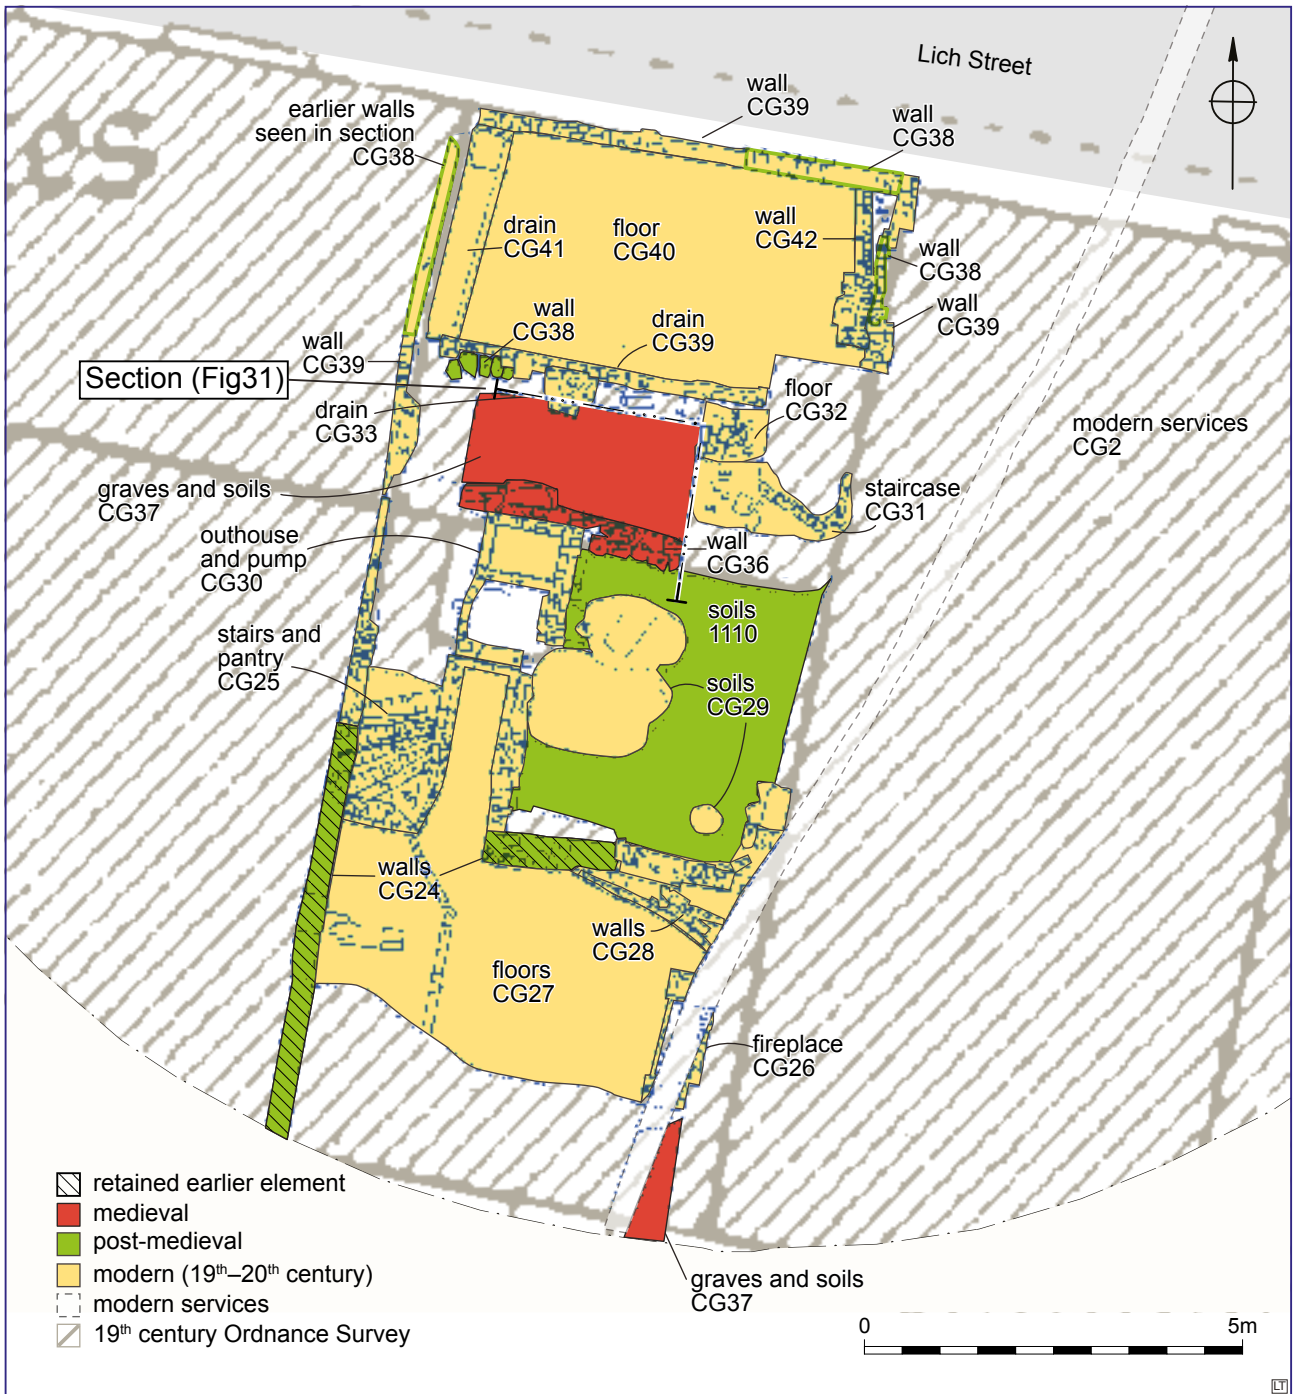 Lich Street
wall
CG39
wall
CG38
earlier walls
seen in section
CG38
es
drain
CG41
floor
CG40
wall
CG42
wall
CG38
wall
CG39
wall
CG38
drain
CG39
wall
CG39
Section (Fig31)
floor
CG32
drain
CG33
modern services
CG2
graves and soils
CG37
staircase
CG31
outhouse
and pump
CG30
wall
CG36
soils
1110
stairs and
pantry
CG25
soils
CG29
walls
CG24
walls
CG28
floors
CG27
fireplace
CG26
retained earlier element
medieval
post-medieval
modern (19th–20th century)
modern services
19th century Ordnance Survey
graves and soils
CG37
0 5m
LT